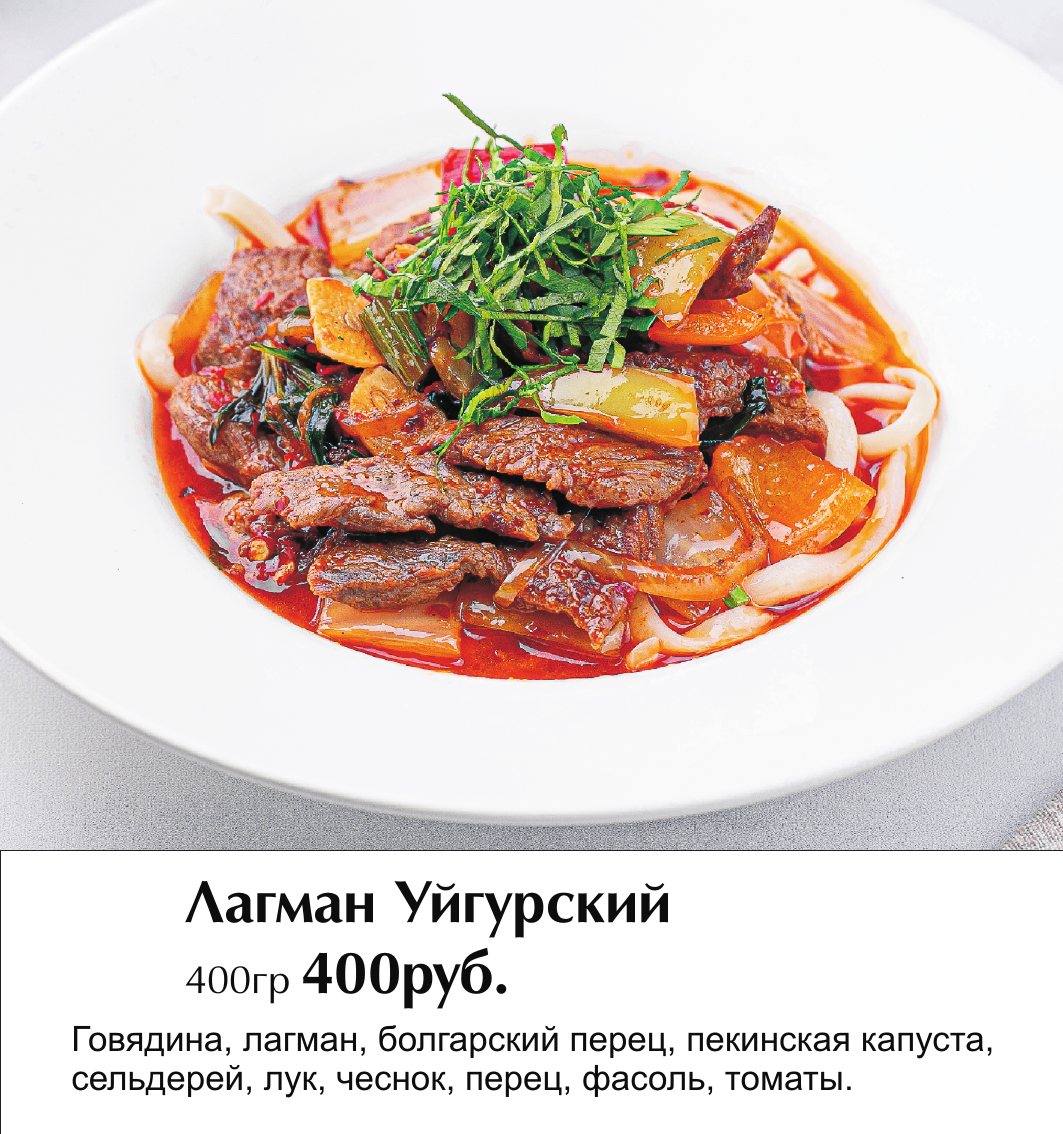 Лагман Уйгурский
400гр 400руб.
Говядина, лагман, болгарский перец, пекинская капуста,
сельдерей, лук, чеснок, перец, фасоль, томаты.